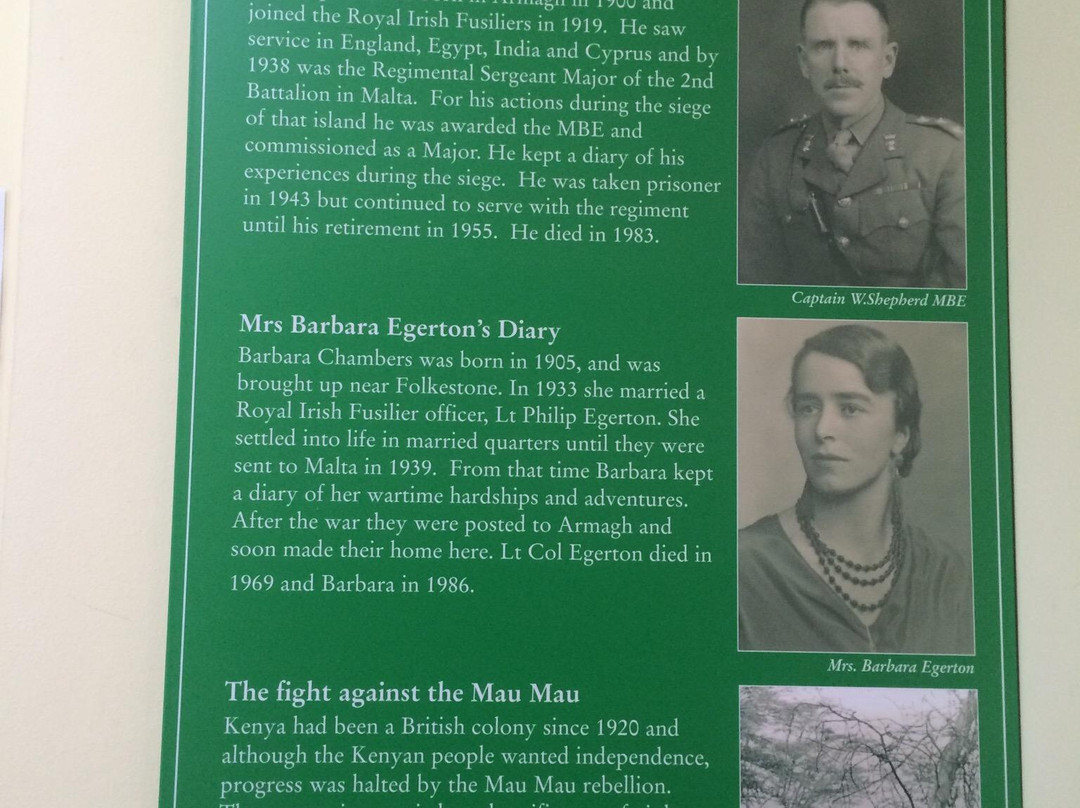 in Armagh in 1900 and
joined the Royal Irish Fusiliers in 1919. He saw
service in England, Egypt, India and Cyprus and by
1938 was the Regimental Sergeant Major of the 2nd
Battalion in Malta. For his actions during the siege
of that island he was awarded the MBE and
commissioned as a Major. He kept a diary of his
experiences during the siege. He was taken prisoner
in 1943 but continued to serve with the regiment
until his retirement in 1955. He died in 1983.
Captain W.Shepherd MBE
Mrs Barbara Egerton's Diary
Barbara Chambers was born in 1905, and was
brought up near Folkestone. In 1933 she married a
Royal Irish Fusilier officer, Lt Philip Egerton. She
settled into life in married quarters until they were
sent to Malta in 1939. From that time Barbara kept
a diary of her wartime hardships and adventures.
After the war they were posted to Armagh and
soon made their home here. Lt Col Egerton died in
1969 and Barbara in 1986.
Mrs. Barbara Egerton
The fight against the Mau Mau
Kenya had been a British colony since 1920 and
although the Kenyan people wanted independence,
progress was halted by the Mau Mau rebellion.